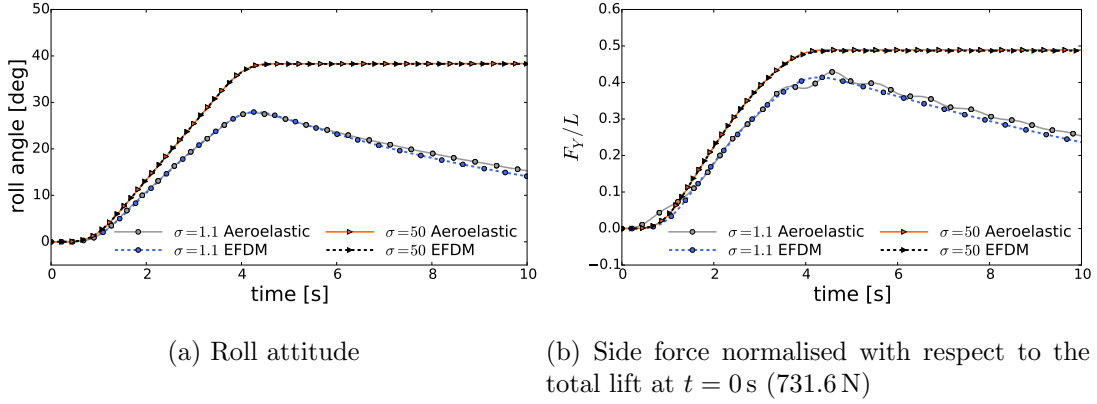 50
40
30
20
10
0
roll angle [deg]
σ=1.1 Aeroelastic
σ=1.1 EFDM
σ=50 Aeroelastic
σ=50 EFDM
0 2 4 6 8 10
time [s]
(a) Roll attitude
0.6
0.5
0.4
0.3
0.2
0.1
0.0
−0.1
F_Y/L
σ=1.1 Aeroelastic
σ=1.1 EFDM
σ=50 Aeroelastic
σ=50 EFDM
0 2 4 6 8 10
time [s]
(b) Side force normalised with respect to the
total lift at t = 0 s (731.6 N)